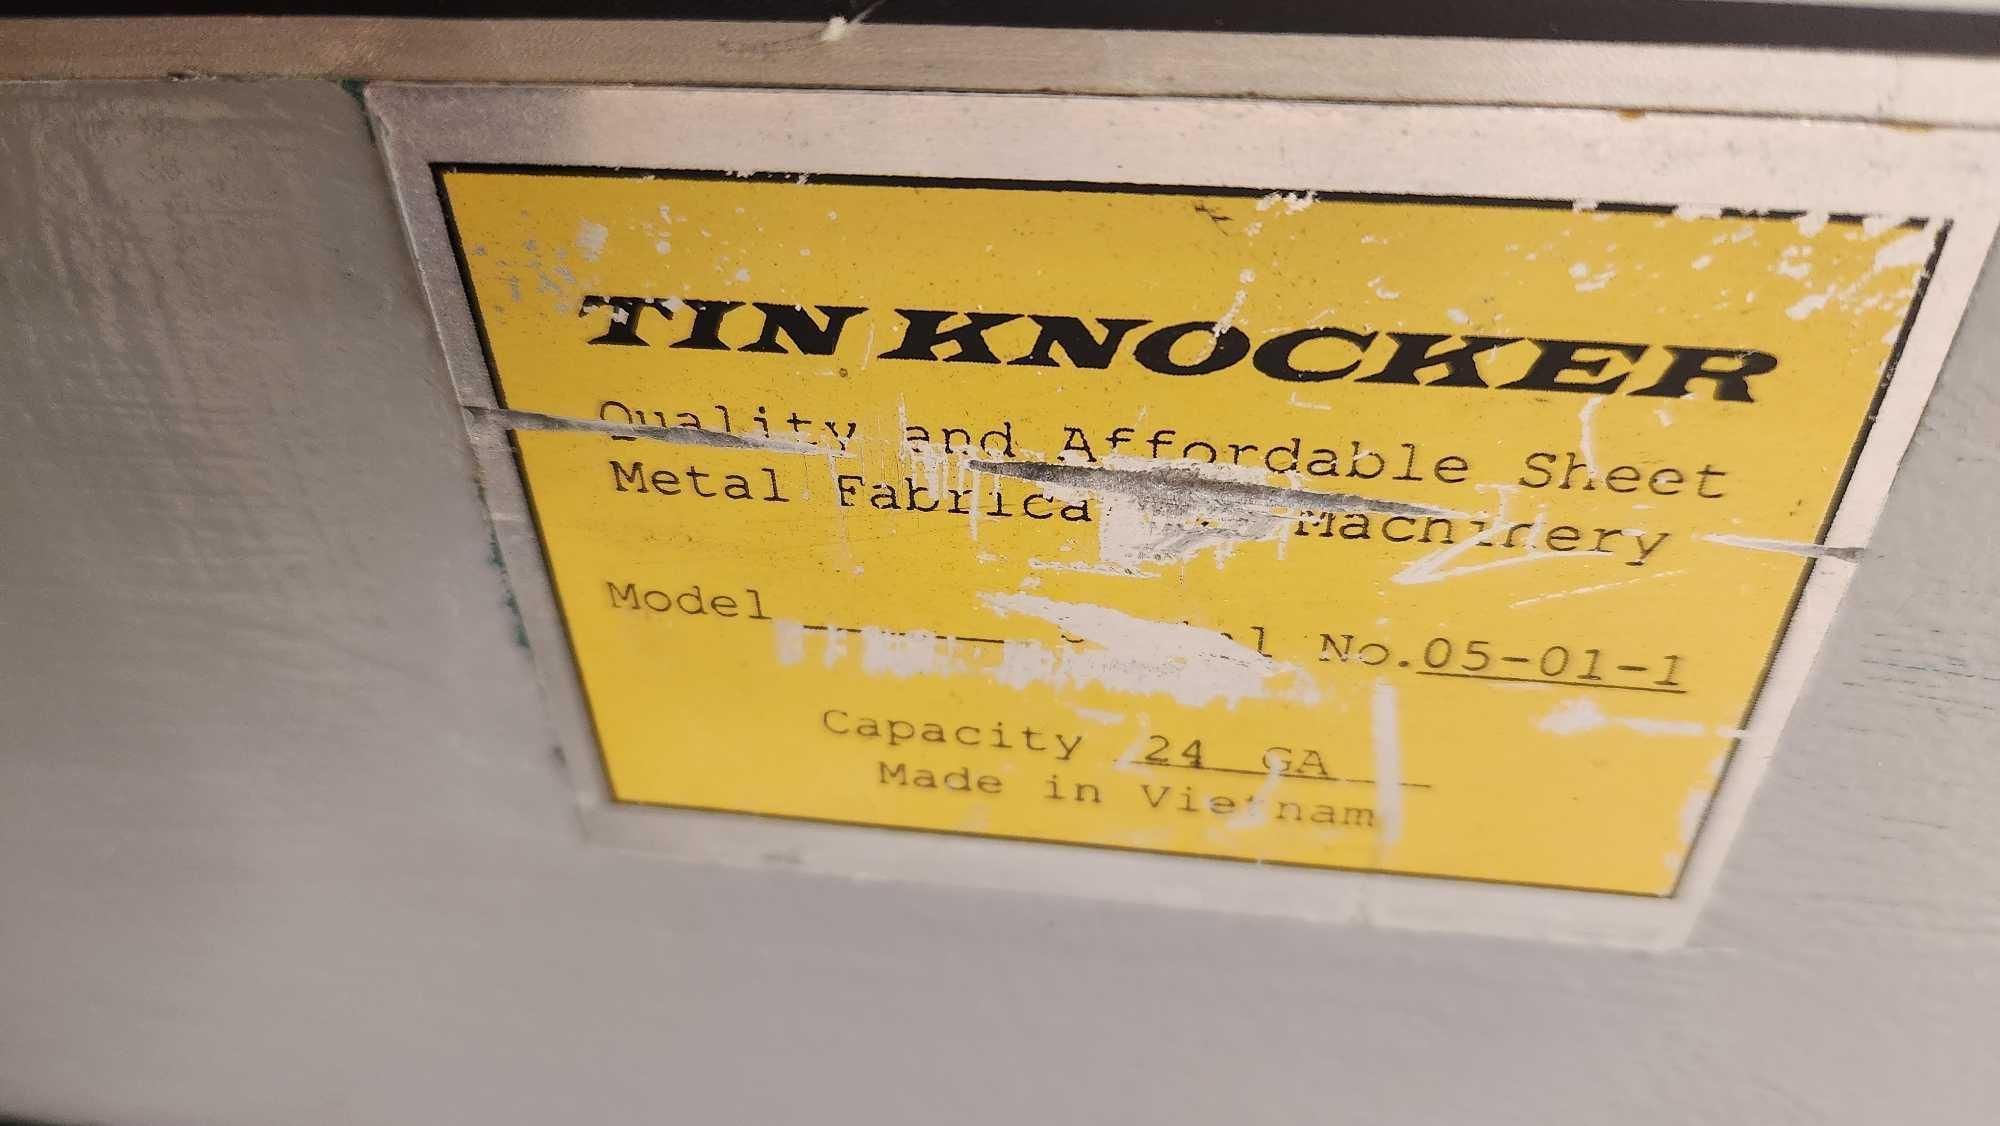 TIN KNOCKER
Quality and Affordable Sheet
Metal Machinery
Model No. 05-01-1
Capacity 24 GA
Made in Vietnam